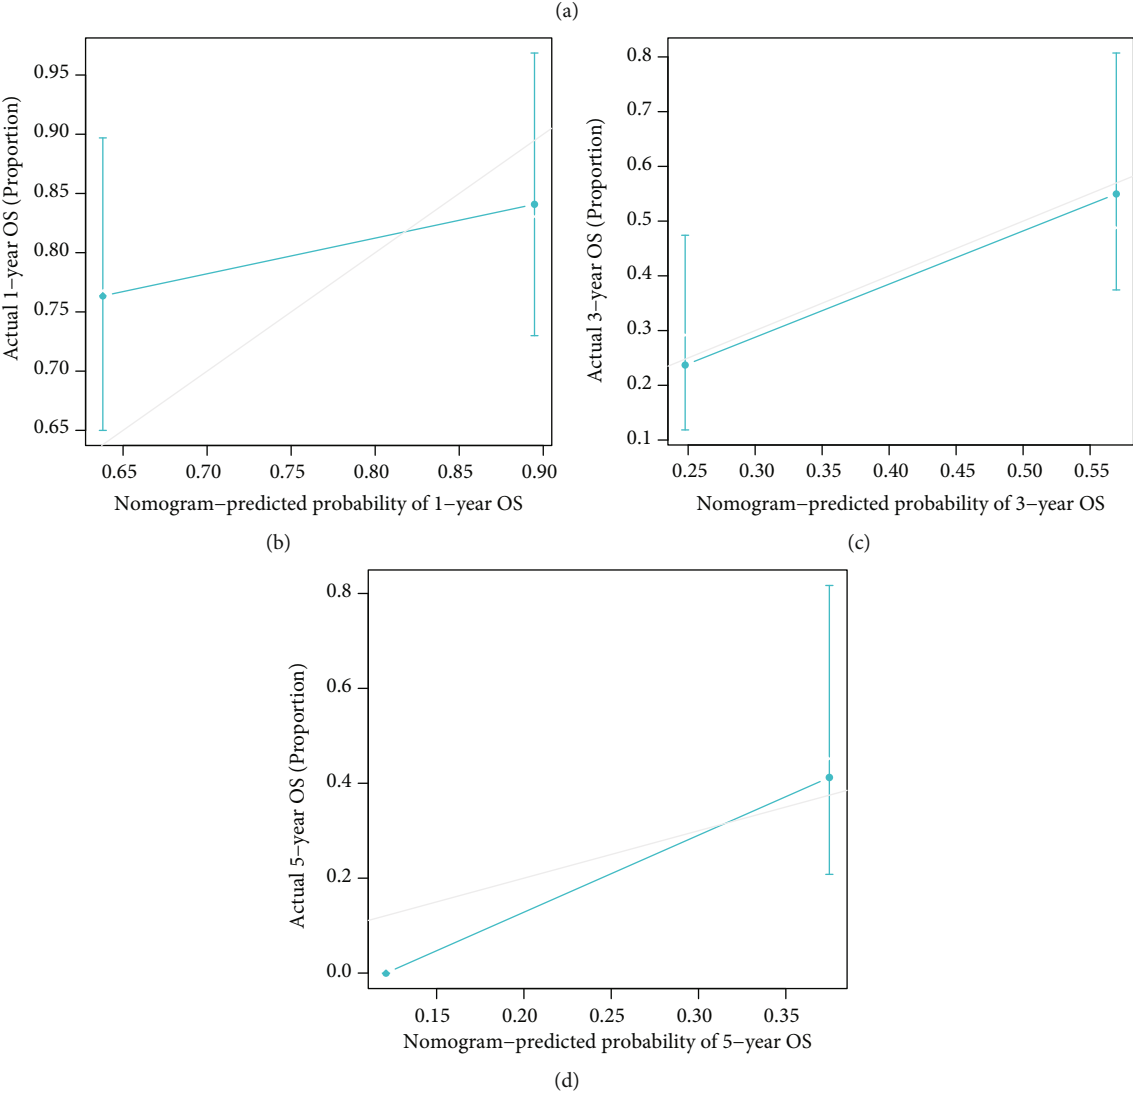 (a)
Actual 1−year OS (Proportion)
0.95
0.90
0.85
0.80
0.75
0.70
0.65
0.65 0.70 0.75 0.80 0.85 0.90
Nomogram−predicted probability of 1−year OS
(b)
Actual 3−year OS (Proportion)
0.8
0.7
0.6
0.5
0.4
0.3
0.2
0.1
0.25 0.30 0.35 0.40 0.45 0.50 0.55
Nomogram−predicted probability of 3−year OS
(c)
Actual 5−year OS (Proportion)
0.8
0.6
0.4
0.2
0.0
0.15 0.20 0.25 0.30 0.35
Nomogram−predicted probability of 5−year OS
(d)